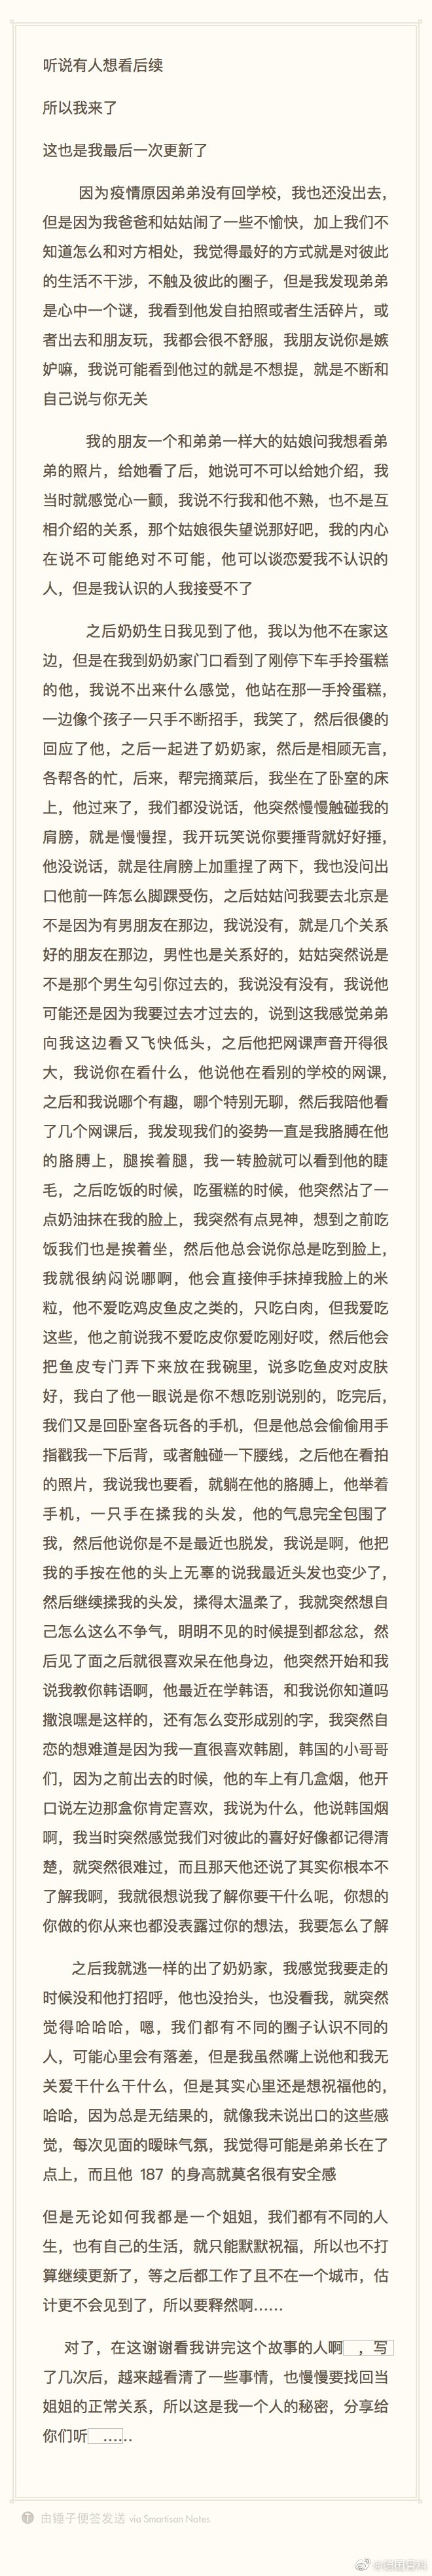 听说有人想看后续
所以我来了
这也是我最后一次更新了
因为疫情原因弟弟没有回学校，我也还没出去，
但是因为我爸爸和姑姑闹了一些不愉快，加上我们不
知道怎么和对方相处，我觉得最好的方式就是对彼此
的生活不干涉，不触及彼此的圈子，但是我发现弟弟
是心中一个谜，我看到他发自拍照或者生活碎片，或
者出去和朋友玩，我都会很不舒服，我朋友说你是嫉
妒嘛，我说可能看到他过的就是不想提，就是不断和
自己说与你无关
我的朋友一个和弟弟一样大的姑娘问我想看弟
弟的照片，给她看了后，她说可不可以给她介绍，我
当时就感觉心一颤，我说不行我和他不熟，也不是互
相介绍的关系，那个姑娘很失望说那好吧，我的内心
在说不可能绝对不可能，他可以谈恋爱我不认识的
人，但是我认识的人我接受不了
之后奶奶生日我见到了他，我以为他不在家这
边，但是在我到奶奶家门口看到了刚停下车手拎蛋糕
的他，我说不出来什么感觉，他站在那一手拎蛋糕，
一边像个孩子一只手不断招手，我笑了，然后很傻的
回应了他，之后一起进了奶奶家，然后是相顾无言，
各帮各的忙，后来，帮完摘菜后，我坐在了卧室的床
上，他过来了，我们都没说话，他突然慢慢触碰我的
肩膀，就是慢慢捏，我开玩笑说你要捶背就好好捶，
他没说话，就是往肩膀上加重捏了两下，我也没问出
口他前一阵怎么脚踝受伤，之后姑姑问我要去北京是
不是因为有男朋友在那边，我说没有，就是几个关系
好的朋友在那边，男性也是关系好的，姑姑突然说是
不是那个男生勾引你过去的，我说没有没有，我说他
可能还是因为我要过去才过去的，说到这我感觉弟弟
向我这边看又飞快低头，之后他把网课声音开得很
大，我说你在看什么，他说他在看别的学校的网课，
之后和我说哪个有趣，哪个特别无聊，然后我陪他看
了几个网课后，我发现我们的姿势一直是我胳膊在他
的胳膊上，腿挨着腿，我一转脸就可以看到他的睫
毛，之后吃饭的时候，吃蛋糕的时候，他突然沾了一
点奶油抹在我的脸上，我突然有点晃神，想到之前吃
饭我们也是挨着坐，然后他总会说你总是吃到脸上，
我就很纳闷说哪啊，他会直接伸手抹掉我脸上的米
粒，他不爱吃鸡皮鱼皮之类的，只吃白肉，但我爱吃
这些，他之前说我不爱吃皮你爱吃刚好哎，然后他会
把鱼皮专门弄下来放在我碗里，说多吃鱼皮对皮肤
好，我白了他一眼说是你不想吃别说别的，吃完后，
我们又是回卧室各玩各的手机，但是他总会偷偷用手
指戳我一下后背，或者触碰一下腰线，之后他在看拍
的照片，我说我也要看，就躺在他的胳膊上，他举着
手机，一只手在揉我的头发，他的气息完全包围了
我，然后他说你是不是最近也脱发，我说是啊，他把
我的手按在他的头上无辜的说我最近头发也变少了，
然后继续揉我的头发，揉得太温柔了，我就突然想自
己怎么这么不争气，明明不见的时候提到都忿忿，然
后见了面之后就很喜欢呆在他身边，他突然开始和我
说我教你韩语啊，他最近在学韩语，和我说你知道吗
撒浪嘿是这样的，还有怎么变形成别的字，我突然自
恋的想难道是因为我一直很喜欢韩剧，韩国的小哥哥
们，因为之前出去的时候，他的车上有几盒烟，他开
口说左边那盒你肯定喜欢，我说为什么，他说韩国烟
啊，我当时突然感觉我们对彼此的喜好好像都记得清
楚，就突然很难过，而且那天他还说了其实你根本不
了解我啊，我就很想说我了解你要干什么呢，你想的
你做的你从来也都没表露过你的想法，我要怎么了解
之后我就逃一样的出了奶奶家，我感觉我要走的
时候没和他打招呼，他也没抬头，也没看我，就突然
觉得哈哈哈，嗯，我们都有不同的圈子认识不同的
人，可能心里会有落差，但是我虽然嘴上说他和我无
关爱干什么干什么，但是其实心里还是想祝福他的，
哈哈，因为总是无结果的，就像我未说出口的这些感
觉，每次见面的暧昧气氛，我觉得可能是弟弟长在了
点上，而且他 187 的身高就莫名很有安全感
但是无论如何我都是一个姐姐，我们都有不同的人
生，也有自己的生活，就只能默默祝福，所以也不打
算继续更新了，等之后都工作了且不在一个城市，估
计更不会见到了，所以要释然啊……
对了，在这谢谢看我讲完这个故事的人啊，写
了几次后，越来越看清了一些事情，也慢慢要找回当
姐姐的正常关系，所以这是我一个人的秘密，分享给
你们听……
由锤子便签发送 via Smartisan Notes